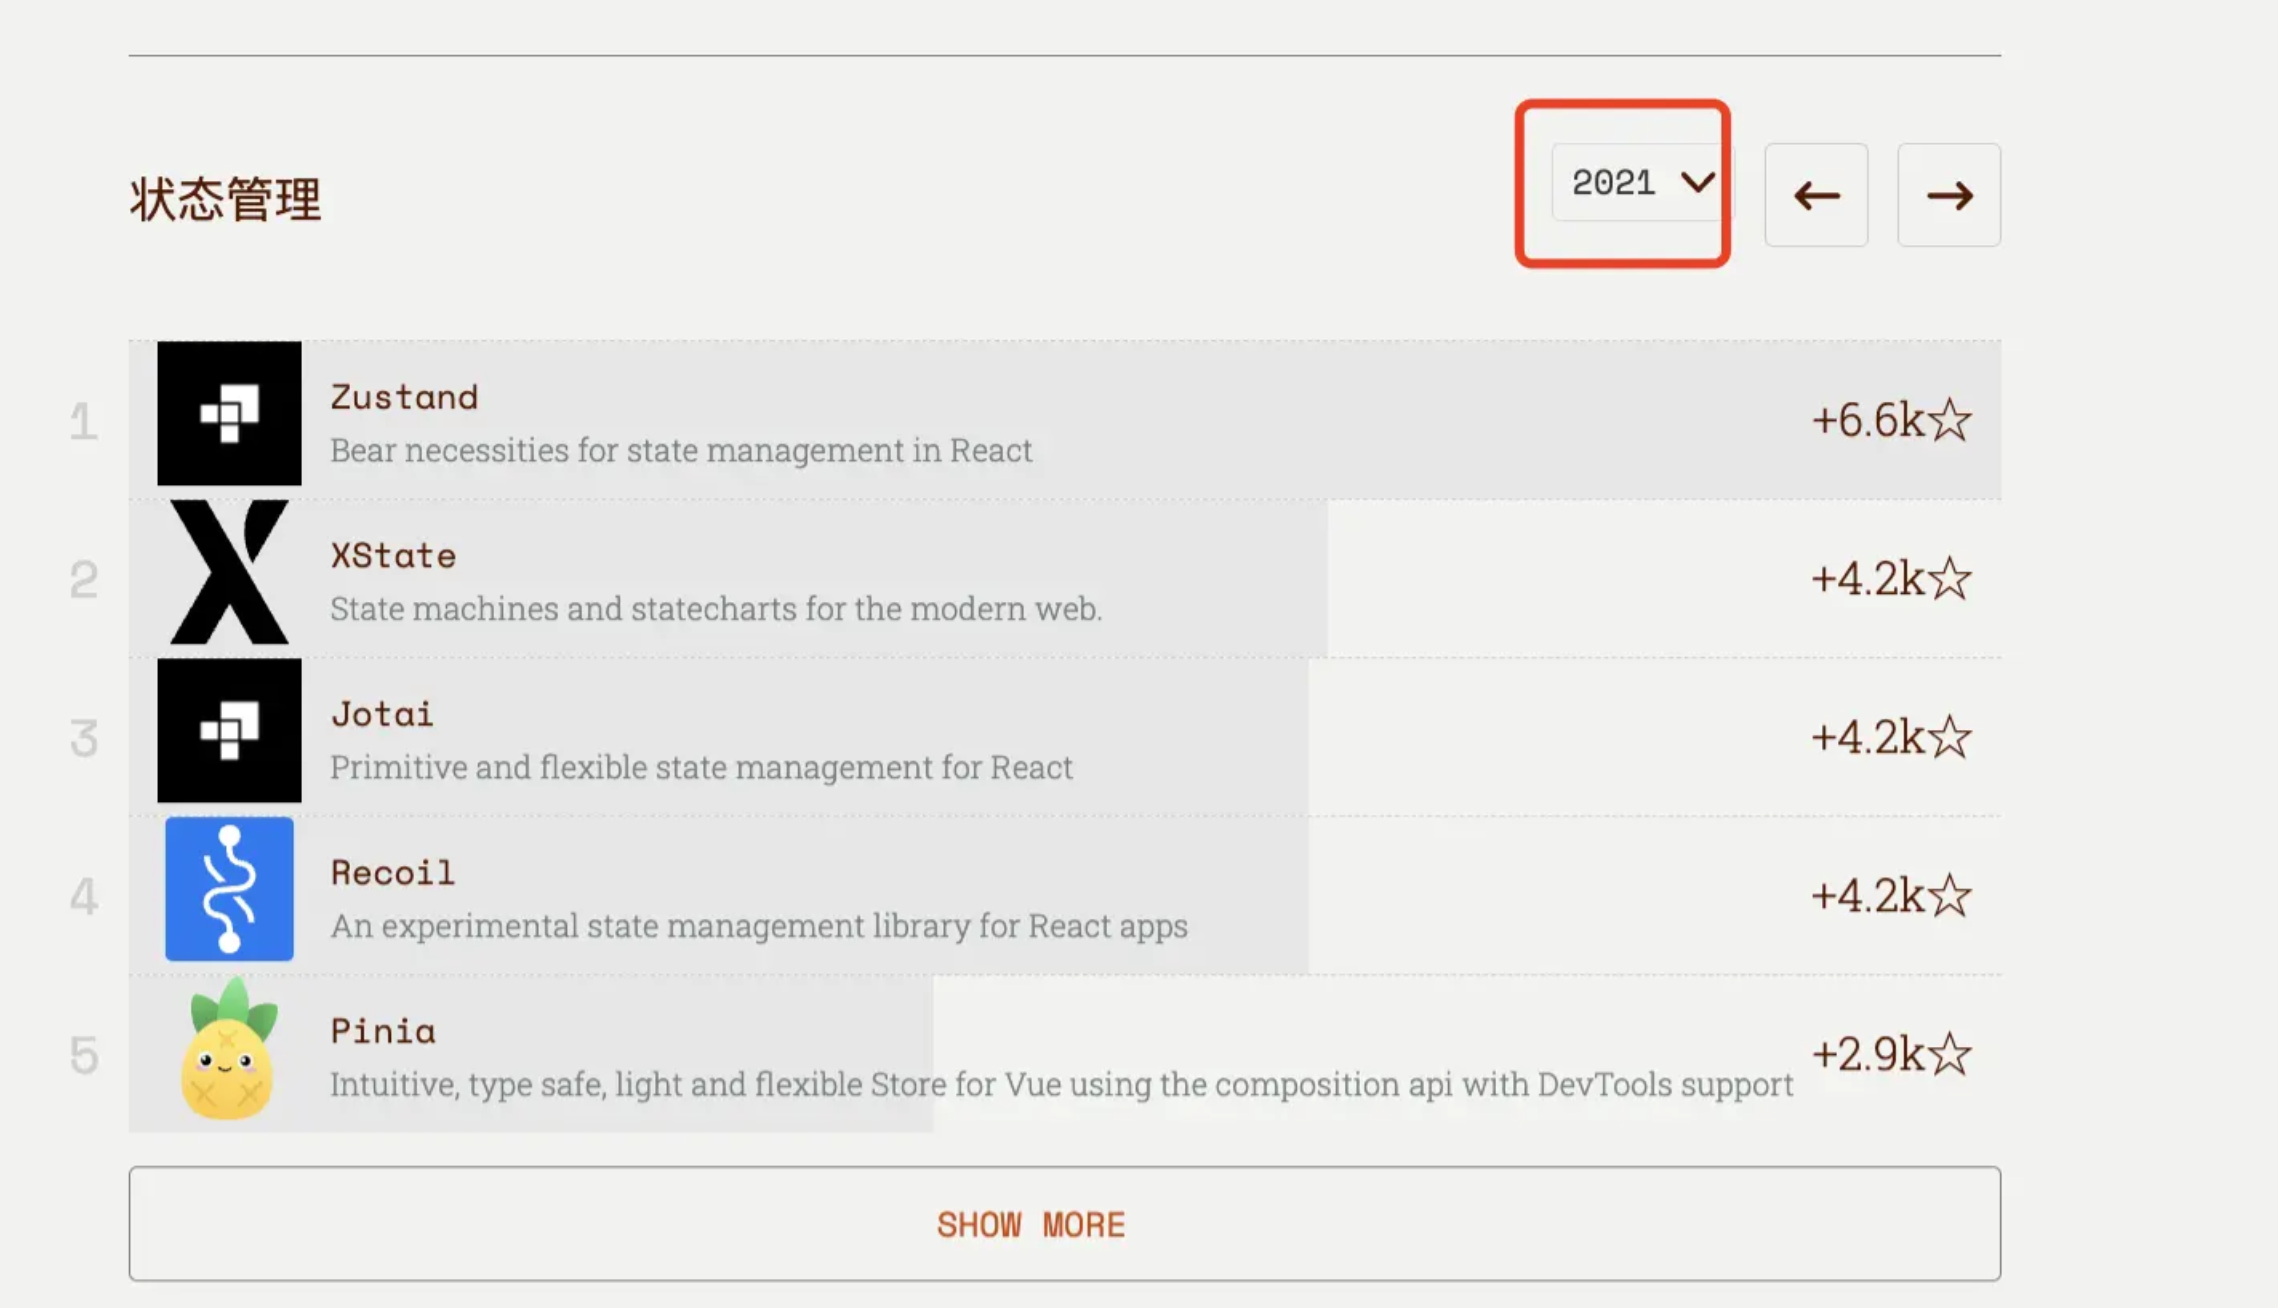 状态管理
2021
1
Zustand
Bear necessities for state management in React
+6.6k☆
2
XState
State machines and statecharts for the modern web.
+4.2k☆
3
Jotai
Primitive and flexible state management for React
+4.2k☆
4
Recoil
An experimental state management library for React apps
+4.2k☆
5
Pinia
Intuitive, type safe, light and flexible Store for Vue using the composition api with DevTools support
+2.9k☆
SHOW MORE